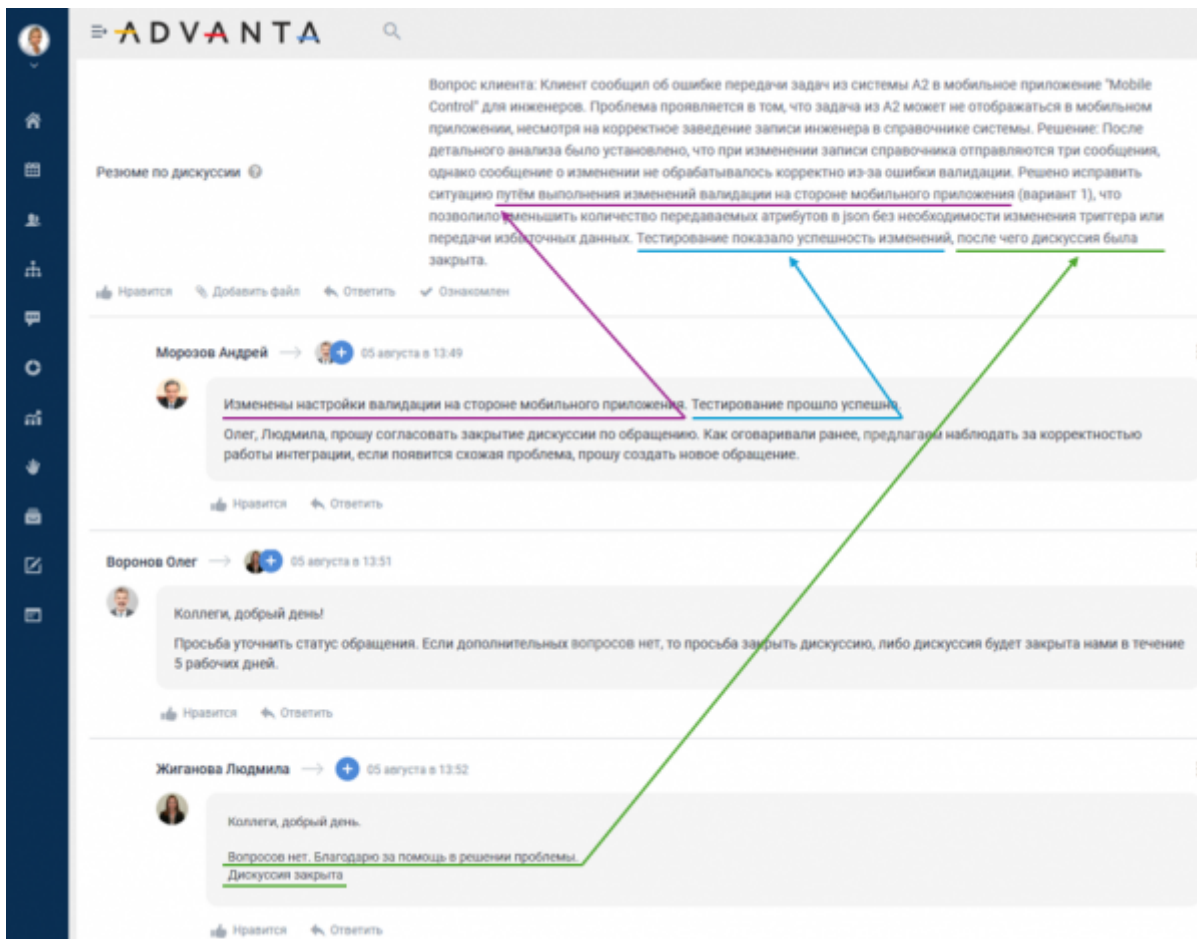 ADVANTA
Вопрос клиента: Клиент сообщил об ошибке передачи задач из системы А2 в мобильное приложение "Mobile
Control" для инженеров. Проблема проявляется в том, что задача из А2 может не отображаться в мобильном
приложении, несмотря на корректное заведение записи инженера в справочнике системы. Решение: После
детального анализа было установлено, что при изменении записи справочника отправляются три сообщения,
однако сообщение о изменении не обрабатывалось корректно из-за ошибки валидации. Решено исправить
ситуацию путём выполнения изменений валидации на стороне мобильного приложения (вариант 1), что
позволило уменьшить количество передаваемых атрибутов в json без необходимости изменения триггера или
передачи избыточных данных. Тестирование показало успешность изменений, после чего дискуссия была
закрыта.
Резюме по дискуссии
Нравится Добавить файл Ответить Ознакомлен
Морозов Андрей 05 августа в 13:49
Изменены настройки валидации на стороне мобильного приложения. Тестирование прошло успешно.
Олег, Людмила, прошу согласовать закрытие дискуссии по обращению. Как оговаривали ранее, предлагаем наблюдать за корректностью
работы интеграции, если появится схожая проблема, прошу создать новое обращение.
Нравится Ответить
Воронов Олег 05 августа в 13:51
Коллеги, добрый день!
Просьба уточнить статус обращения. Если дополнительных вопросов нет, то просьба закрыть дискуссию, либо дискуссия будет закрыта нами в течение
5 рабочих дней.
Нравится Ответить
Жиганова Людмила 05 августа в 13:52
Коллеги, добрый день.
Вопросов нет. Благодарю за помощь в решении проблемы.
Дискуссия закрыта
Нравится Ответить